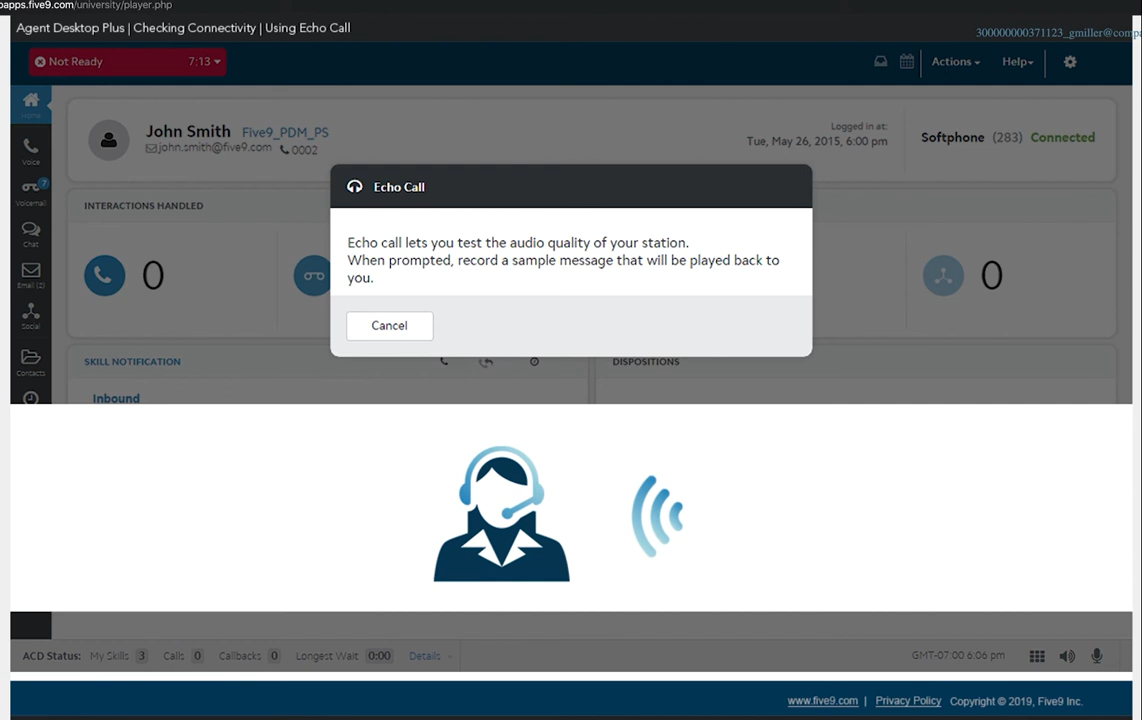 oapps.five9.com/university/player.php
Agent Desktop Plus | Checking Connectivity | Using Echo Call
300000000371123_gmiller@compa
Not Ready 7:13
Actions Help
Home
John Smith Five9_PDM_PS
john.smith@five9.com 0002
Logged in at:
Tue, May 26, 2015, 6:00 pm
Softphone (283) Connected
Voice
7
Voicemail
Chat
Email (2)
Social
Contacts
INTERACTIONS HANDLED
0
0
Echo Call
Echo call lets you test the audio quality of your station.
When prompted, record a sample message that will be played back to
you.
Cancel
SKILL NOTIFICATION
DISPOSITIONS
Inbound
ACD Status: My Skills 3 Calls 0 Callbacks 0 Longest Wait 0:00 Details
GMT-07:00 6:06 pm
www.five9.com | Privacy Policy Copyright © 2019, Five9 Inc.